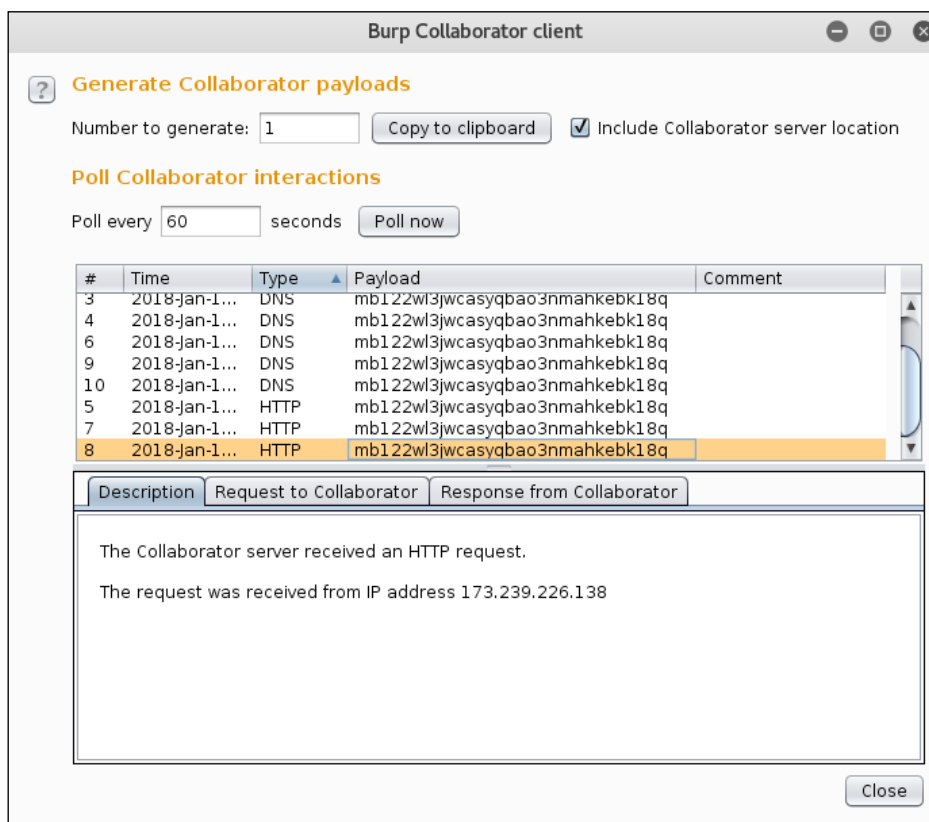 Burp Collaborator client
?
Generate Collaborator payloads
Number to generate: 1 Copy to clipboard Include Collaborator server location
Poll Collaborator interactions
Poll every 60 seconds Poll now
# Time Type Payload Comment
3 2018-Jan-1... DNS mb122wl3jwcasyqbao3nmahkebk18q
4 2018-Jan-1... DNS mb122wl3jwcasyqbao3nmahkebk18q
6 2018-Jan-1... DNS mb122wl3jwcasyqbao3nmahkebk18q
9 2018-Jan-1... DNS mb122wl3jwcasyqbao3nmahkebk18q
10 2018-Jan-1... DNS mb122wl3jwcasyqbao3nmahkebk18q
5 2018-Jan-1... HTTP mb122wl3jwcasyqbao3nmahkebk18q
7 2018-Jan-1... HTTP mb122wl3jwcasyqbao3nmahkebk18q
8 2018-Jan-1... HTTP mb122wl3jwcasyqbao3nmahkebk18q
Description Request to Collaborator Response from Collaborator
The Collaborator server received an HTTP request.
The request was received from IP address 173.239.226.138
Close